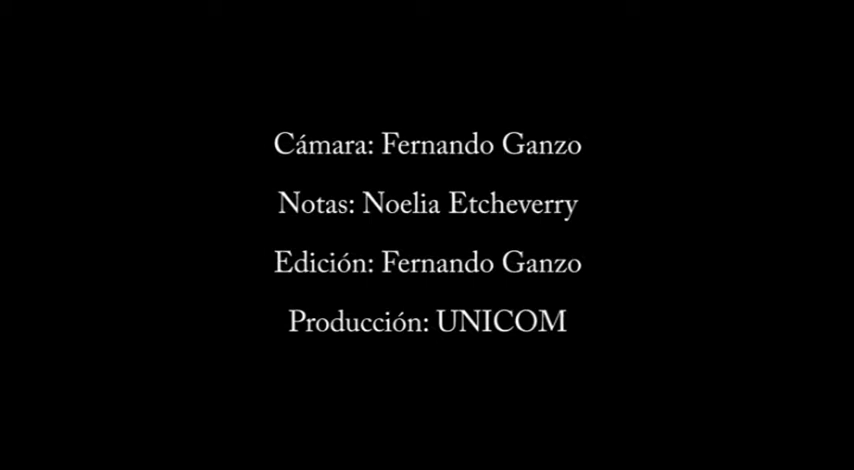 Cámara: Fernando Ganzo
Notas: Noelia Etcheverry
Edición: Fernando Ganzo
Producción: UNICOM